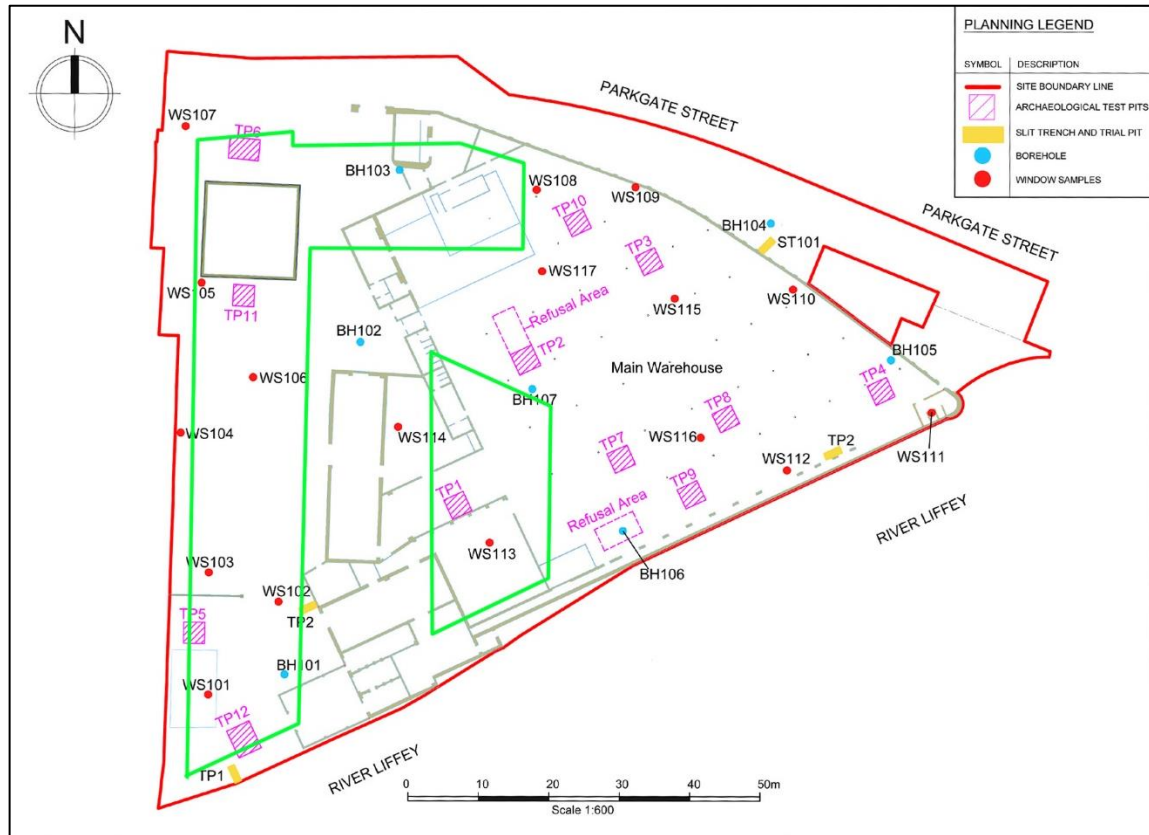 N
PLANNING LEGEND
SYMBOL DESCRIPTION
SITE BOUNDARY LINE
ARCHAEOLOGICAL TEST PITS
SLIT TRENCH AND TRIAL PIT
BOREHOLE
WINDOW SAMPLES
PARKGATE STREET
PARKGATE STREET
WS107
TP6
BH103
WS108
WS109
TP10
BH104
ST101
TP3
WS117
WS105
TP11
WS115
WS110
Refusal Area
BH102
TP2
BH105
WS106
Main Warehouse
TP4
BH107
WS104
WS114
TP8
WS116
WS111
TP7
TP2
WS112
TP1
TP9
Refusal Area
RIVER LIFFEY
WS113
WS103
BH106
WS102
TP2
TP5
BH101
WS101
TP12
TP1
RIVER LIFFEY
0 10 20 30 40 50m
Scale 1:600